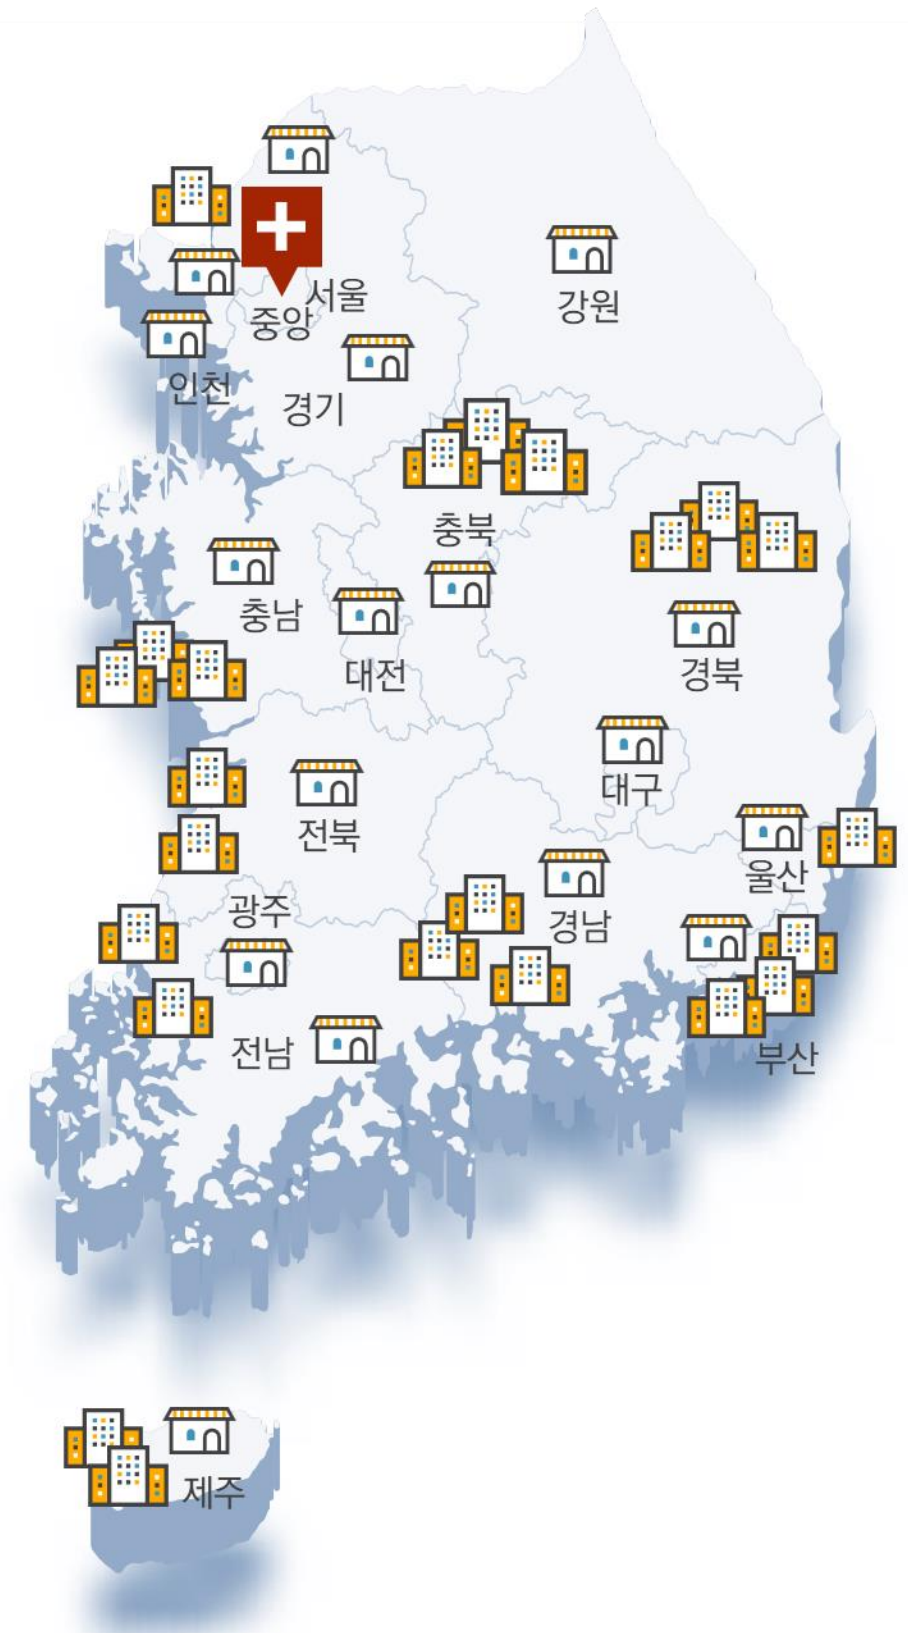 서울
강원
중앙
인천
경기
충북
충남
대전
경북
대구
전북
울산
광주
경남
전남
부산
제주